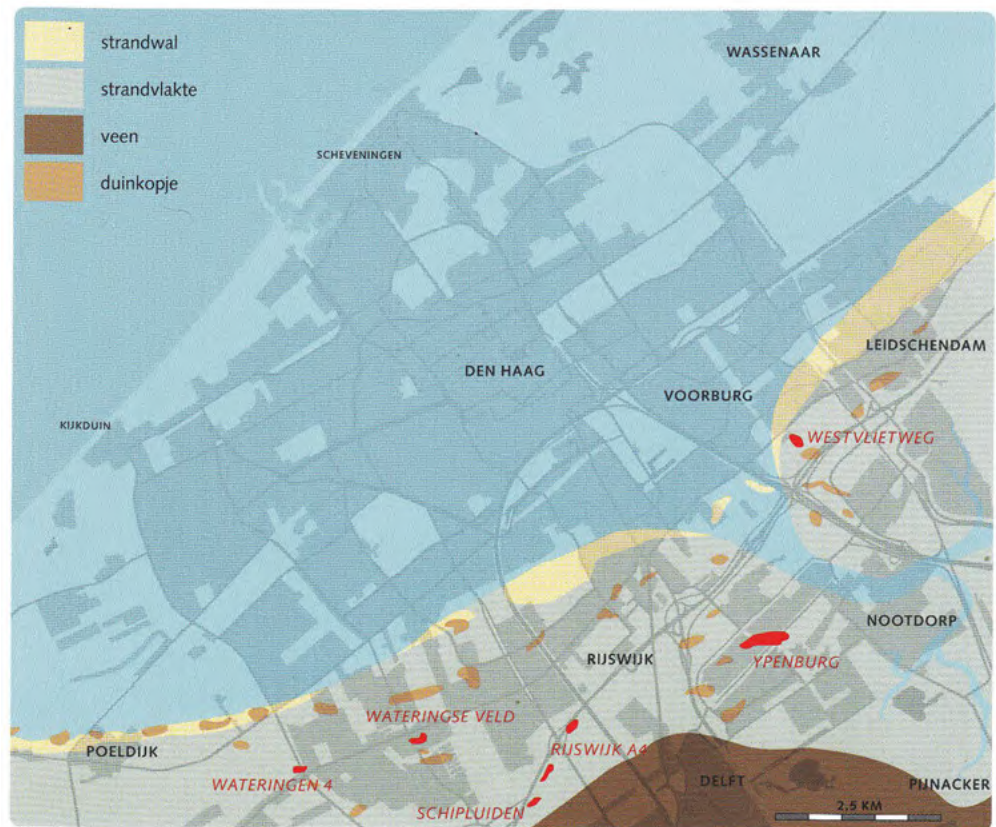 strandwal
strandvlakte
veen
duinkopje
WASSENAAR
SCHEVENINGEN
LEIDSCHENDAM
DEN HAAG
VOORBURG
KIJKDUIN
WESTVLIETWEG
NOOTDORP
RIJSWIJK
YPENBURG
WATERINGSE VELD
POELDIJK
RIJSWIJK A4
WATERINGEN 4
DELFT
PIJNACKER
SCHIPLUIDEN
2,5 KM